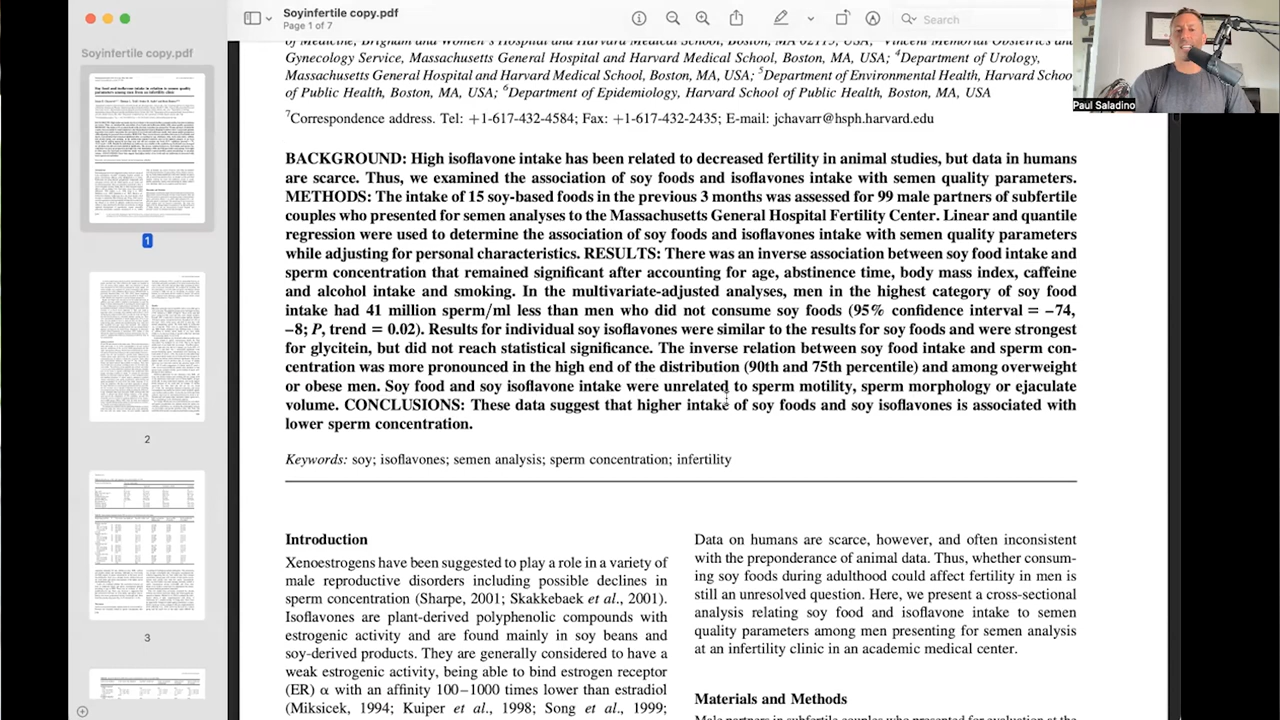 Soyinfertile copy.pdf
Page 1 of 7
Search
Paul Saladino
Soyinfertile copy.pdf
1
2
3
of Medicine, Brigham and Women's Hospital and Harvard Medical School, Boston, MA 02115, USA; Vincent Memorial Obstetrics and
Gynecology Service, Massachusetts General Hospital and Harvard Medical School, Boston, MA, USA; ⁴Department of Urology,
Massachusetts General Hospital and Harvard Medical School, Boston, MA, USA; ⁵Department of Environmental Health, Harvard School
of Public Health, Boston, MA, USA; ⁶Department of Epidemiology, Harvard School of Public Health, Boston, MA, USA
⁷Correspondence address. Tel: +1-617-432-2584; Fax: +1-617-432-2435; E-mail: jchavarr@hsph.harvard.edu
BACKGROUND: High isoflavone intake has been related to decreased fertility in animal studies, but data in humans
are scarce. Thus, we examined the association of soy foods and isoflavones intake with semen quality parameters.
METHODS: The intake of 15 soy-based foods in the previous 3 months was assessed for 99 male partners of subfertile
couples who presented for semen analyses to the Massachusetts General Hospital Fertility Center. Linear and quantile
regression were used to determine the association of soy foods and isoflavones intake with semen quality parameters
while adjusting for personal characteristics. RESULTS: There was an inverse association between soy food intake and
sperm concentration that remained significant after accounting for age, abstinence time, body mass index, caffeine
and alcohol intake and smoking. In the multivariate-adjusted analyses, men in the highest category of soy food
intake had 41 million sperm/ml less than men who did not consume soy foods (95% confidence interval = −74,
−8; P, trend = 0.02). Results for individual soy isoflavones were similar to the results for soy foods and were strongest
for glycitein, but did not reach statistical significance. The inverse relation between soy food intake and sperm con-
centration was more pronounced in the high end of the distribution (90th and 75th percentile) and among overweight
or obese men. Soy food and soy isoflavone intake were unrelated to sperm motility, sperm morphology or ejaculate
volume. CONCLUSIONS: These data suggest that higher intake of soy foods and soy isoflavones is associated with
lower sperm concentration.
Keywords: soy; isoflavones; semen analysis; sperm concentration; infertility
Introduction
Xenoestrogens have been suggested to play a role in a variety of
male reproductive disorders including possible declines in
sperm concentration (Sharpe, 2001; Skakkebaek et al., 2001).
Isoflavones are plant-derived polyphenolic compounds with
estrogenic activity and are found mainly in soy beans and
soy-derived products. They are generally considered to have a
weak estrogenic activity, being able to bind estrogen receptor
(ER) α with an affinity 100–1000 times lower than estradiol
(Miksicek, 1994; Kuiper et al., 1998; Song et al., 1999;
Data on humans are scarce, however, and often inconsistent
with the preponderance of animal data. Thus, whether consum-
ing soy foods during adulthood could affect fertility in men is
still an unresolved question. Here, we present a cross-sectional
analysis relating soy food and isoflavone intake to semen
quality parameters among men presenting for semen analysis
at an infertility clinic in an academic medical center.
Materials and Methods
Male partners in subfertile couples who presented for evaluation at the